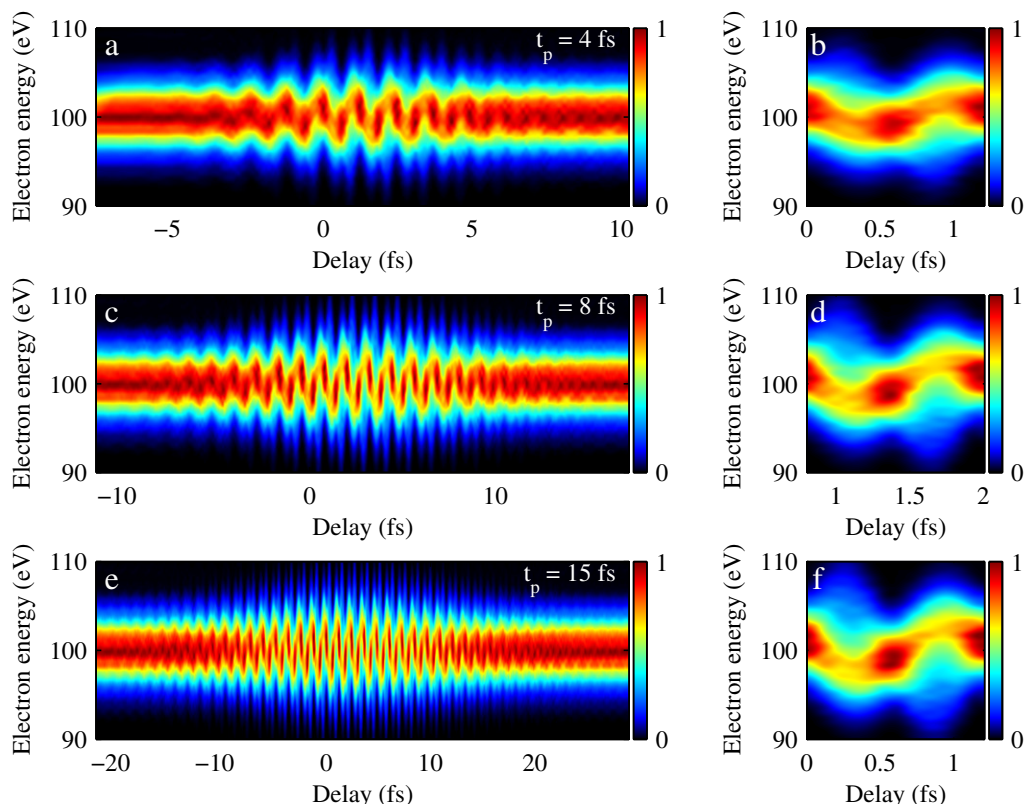 a
t_p = 4 fs
Electron energy (eV)
110
100
90
−5
0
5
10
Delay (fs)
1
0
b
Electron energy (eV)
110
100
90
0
0.5
1
Delay (fs)
1
0
c
t_p = 8 fs
Electron energy (eV)
110
100
90
−10
0
10
Delay (fs)
1
0
d
Electron energy (eV)
110
100
90
1
1.5
2
Delay (fs)
1
0
e
t_p = 15 fs
Electron energy (eV)
110
100
90
−20
−10
0
10
20
Delay (fs)
1
0
f
Electron energy (eV)
110
100
90
0
0.5
1
Delay (fs)
1
0